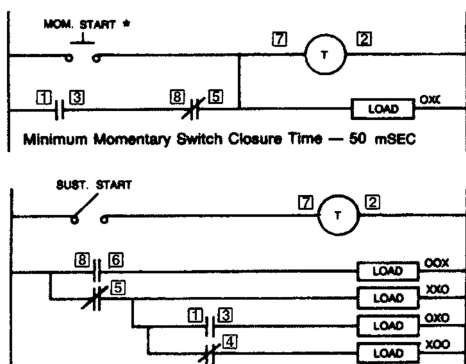 MOM. START *
7 T 2
1 3 8 5
LOAD OX
Minimum Momentary Switch Closure Time — 50 mSEC
SUST. START
7 T 2
8 6 LOAD OOX
5 LOAD XXO
1 3 LOAD OXO
4 LOAD XOO